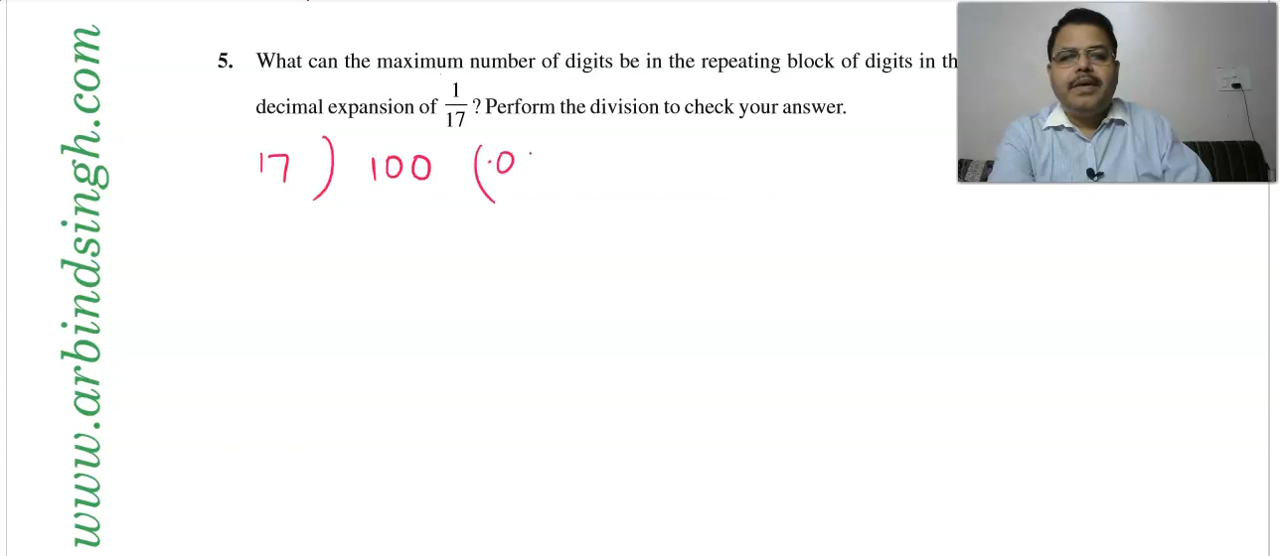 5. What can the maximum number of digits be in the repeating block of digits in th
decimal expansion of 1/17 ? Perform the division to check your answer.
17 ) 100 (.0
www.arbindsingh.com